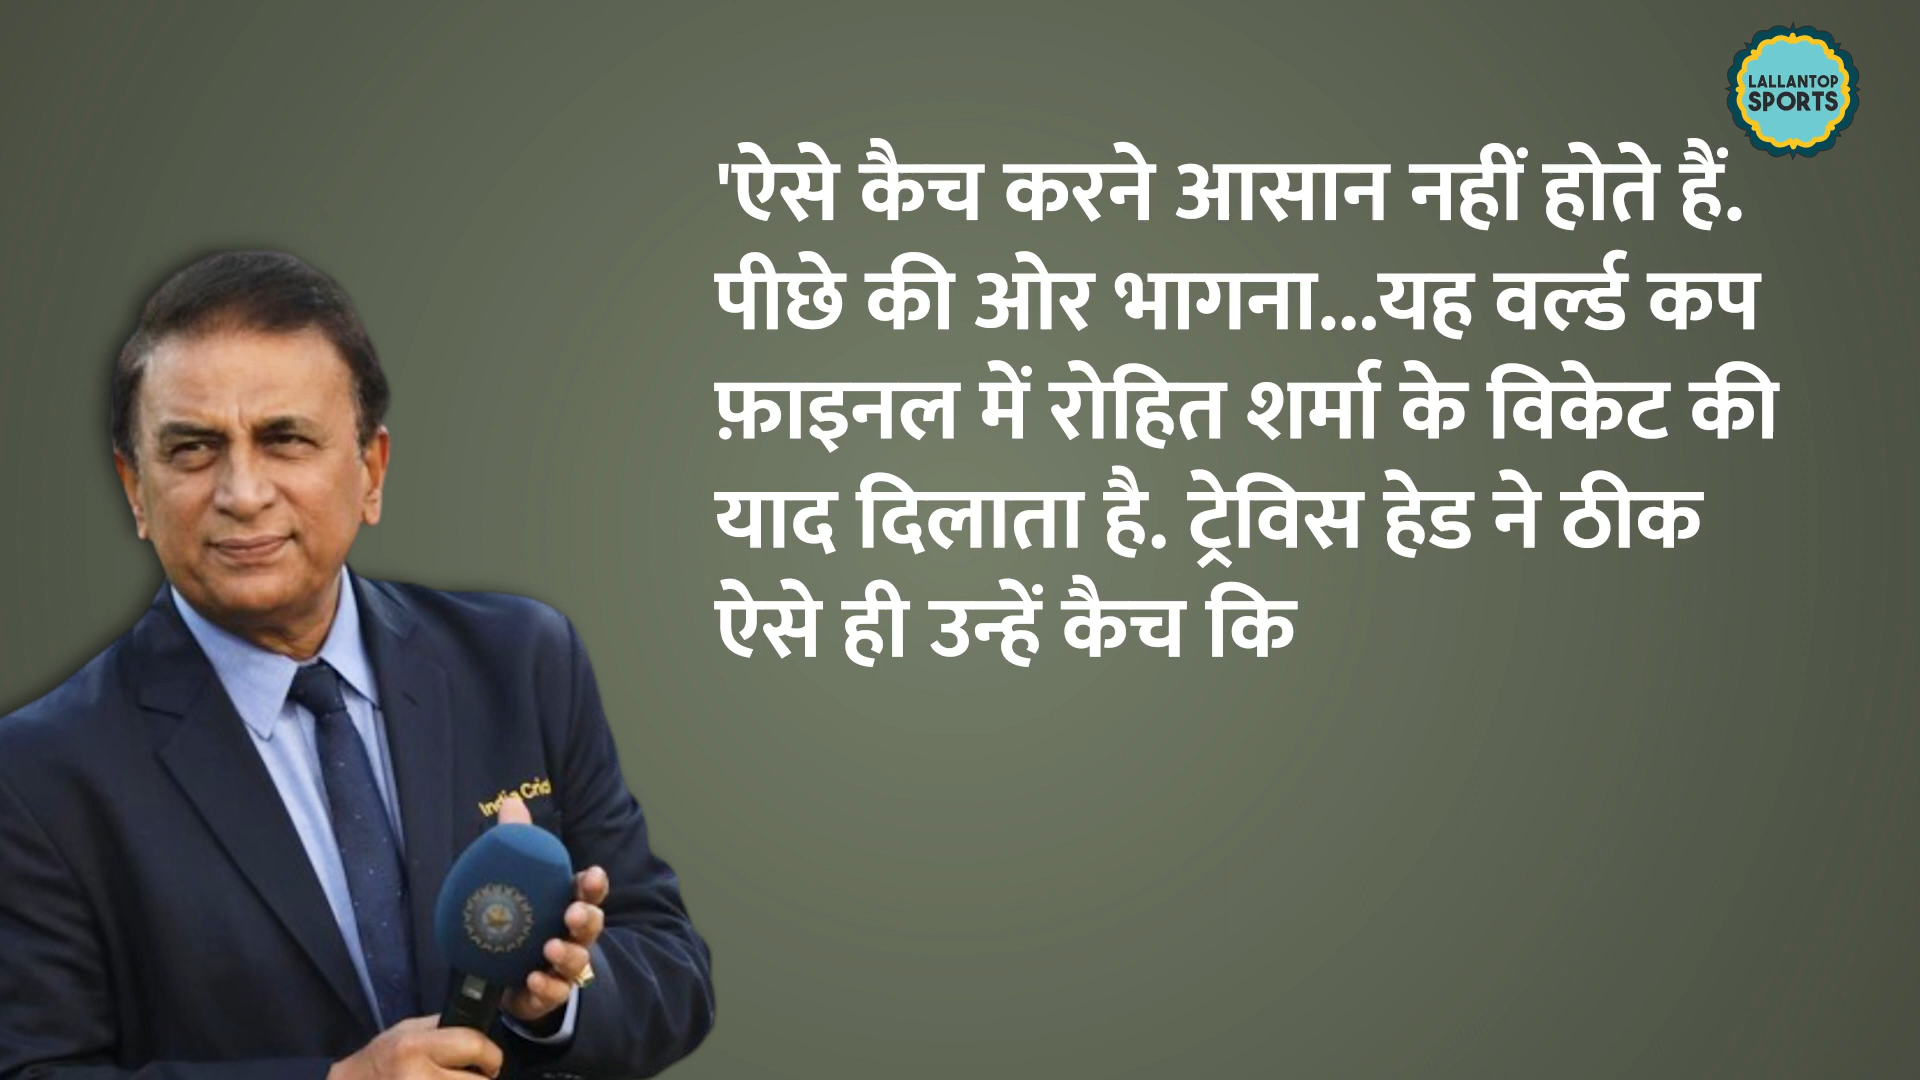 LALLANTOP
SPORTS
'ऐसे कैच करने आसान नहीं होते हैं.
पीछे की ओर भागना...यह वर्ल्ड कप
फ़ाइनल में रोहित शर्मा के विकेट की
याद दिलाता है. ट्रेविस हेड ने ठीक
ऐसे ही उन्हें कैच कि